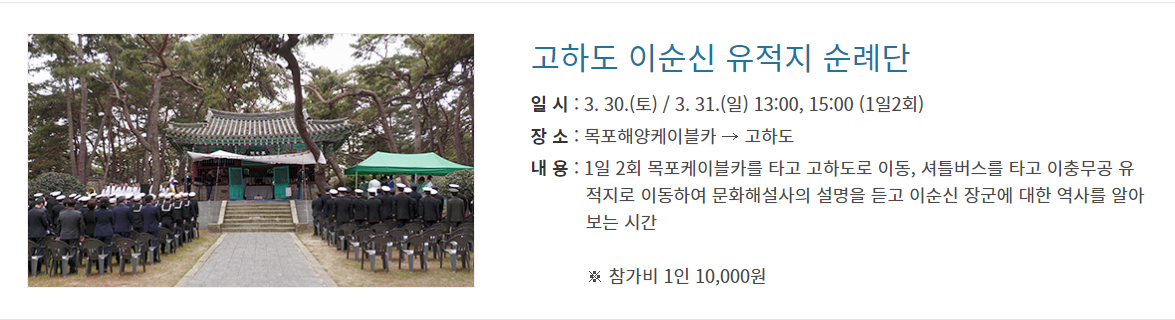 고하도 이순신 유적지 순례단
일 시 : 3. 30.(토) / 3. 31.(일) 13:00, 15:00 (1일2회)
장 소 : 목포해양케이블카 → 고하도
내 용 : 1일 2회 목포케이블카를 타고 고하도로 이동, 셔틀버스를 타고 이충무공 유
적지로 이동하여 문화해설사의 설명을 듣고 이순신 장군에 대한 역사를 알아
보는 시간
※ 참가비 1인 10,000원